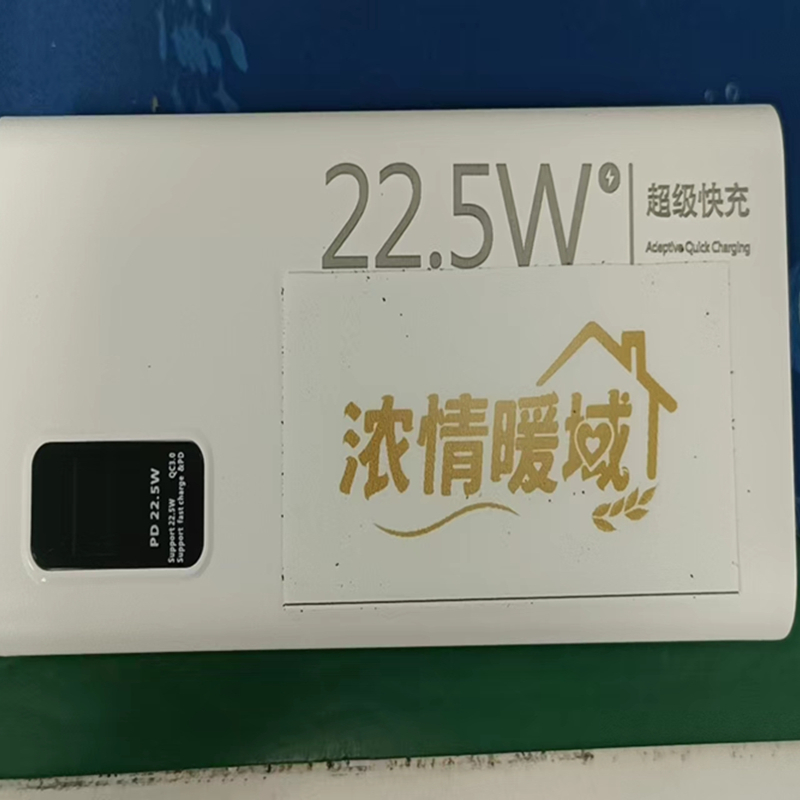 22.5W
超级快充
Adaptive Quick Charging
浓情暖域
PD 22.5W
Support 22.5W QC3.0
Support fast charge &PD